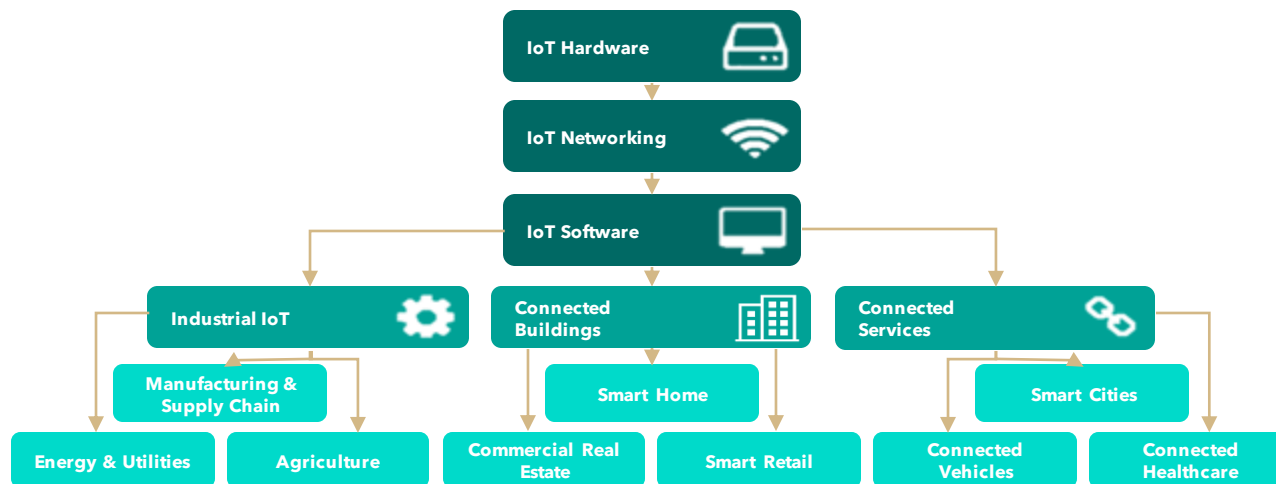 IoT Hardware
IoT Networking
IoT Software
Industrial IoT
Connected
Buildings
Connected
Services
Manufacturing &
Supply Chain
Smart Home
Smart Cities
Energy & Utilities
Agriculture
Commercial Real
Estate
Smart Retail
Connected
Vehicles
Connected
Healthcare